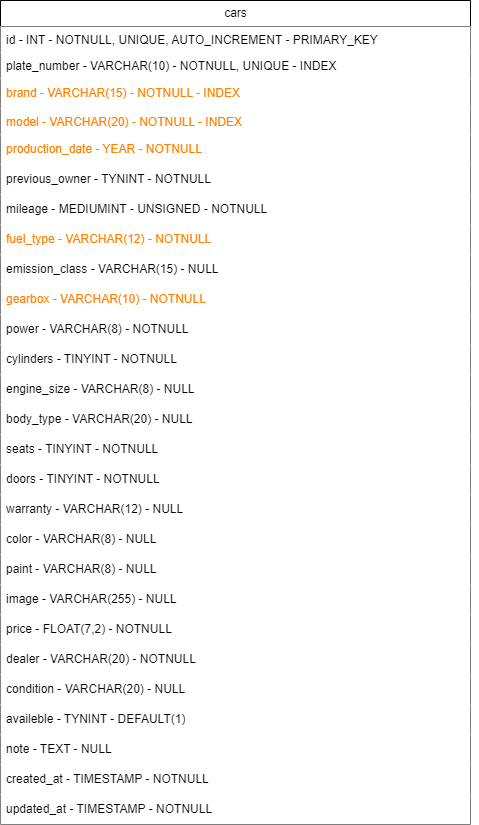 cars
id - INT - NOTNULL, UNIQUE, AUTO_INCREMENT - PRIMARY_KEY
plate_number - VARCHAR(10) - NOTNULL, UNIQUE - INDEX
brand - VARCHAR(15) - NOTNULL - INDEX
model - VARCHAR(20) - NOTNULL - INDEX
production_date - YEAR - NOTNULL
previous_owner - TYNINT - NOTNULL
mileage - MEDIUMINT - UNSIGNED - NOTNULL
fuel_type - VARCHAR(12) - NOTNULL
emission_class - VARCHAR(15) - NULL
gearbox - VARCHAR(10) - NOTNULL
power - VARCHAR(8) - NOTNULL
cylinders - TINYINT - NOTNULL
engine_size - VARCHAR(8) - NULL
body_type - VARCHAR(20) - NULL
seats - TINYINT - NOTNULL
doors - TINYINT - NOTNULL
warranty - VARCHAR(12) - NULL
color - VARCHAR(8) - NULL
paint - VARCHAR(8) - NULL
image - VARCHAR(255) - NULL
price - FLOAT(7,2) - NOTNULL
dealer - VARCHAR(20) - NOTNULL
condition - VARCHAR(20) - NULL
availeble - TYNINT - DEFAULT(1)
note - TEXT - NULL
created_at - TIMESTAMP - NOTNULL
updated_at - TIMESTAMP - NOTNULL